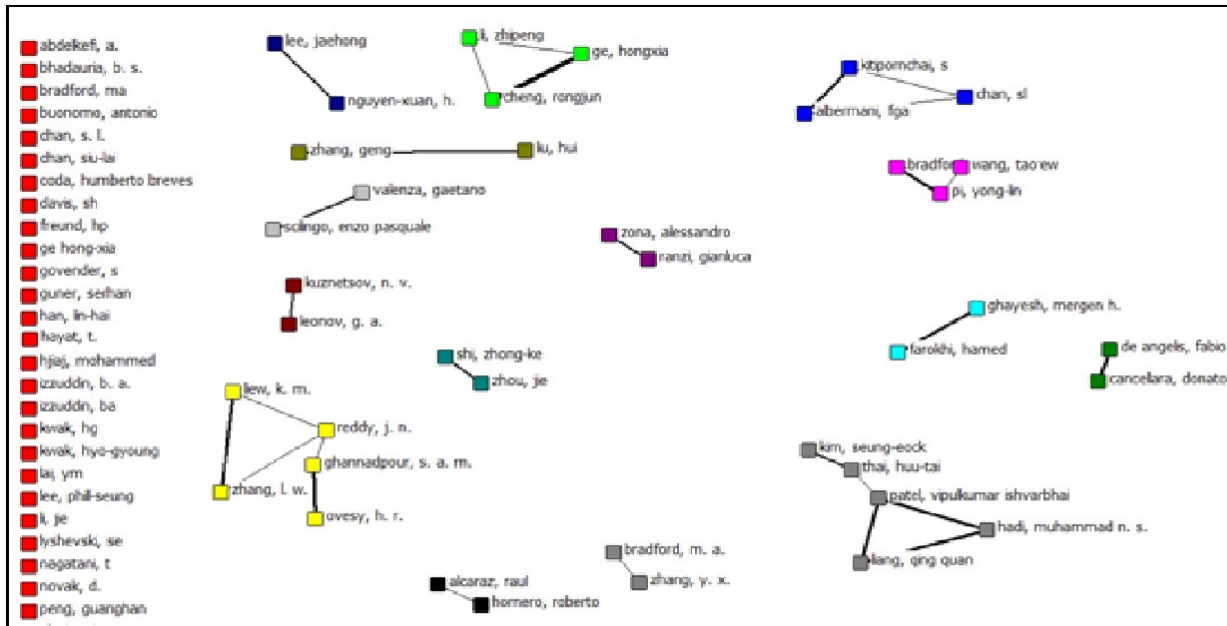 abdelkefi, a.
bhadauria, b. s.
bradford, ma
buonomo, antonio
chan, s. l.
chan, siu-lai
coda, humberto breves
davis, sh
freund, hp
ge hong-xia
govender, s
guner, serhan
han, lin-hai
hayat, t.
hjiaj, mohammed
izzuddin, b. a.
izzuddin, ba
kwak, hg
kwak, hyo-gyoung
lai, ym
lee, phil-seung
li, jie
lyshevski, se
nagatani, t
novak, d.
peng, guanghan
lee, jaehong
nguyen-xuan, h.
li, zhipeng
ge, hongxia
cheng, rongjun
zhang, geng
liu, hui
valenza, gaetano
scilingo, enzo pasquale
kuznetsov, n. v.
leonov, g. a.
shi, zhong-ke
zhou, jie
liew, k. m.
reddy, j. n.
ghannadpour, s. a. m.
zhang, l. w.
ovesy, h. r.
alcaraz, raul
hornero, roberto
zona, alessandro
ranzi, gianluca
bradford, m. a.
zhang, y. x.
kitipornchai, s
chan, sl
albermani, fga
bradford
wang, tao
pi, yong-lin
ghayesh, mergen h.
farokhi, hamed
de angelis, fabio
cancellara, donato
kim, seung-eock
thai, huu-tai
patel, vipulkumar ishvarbhai
hadi, muhammad n. s.
liang, qing quan